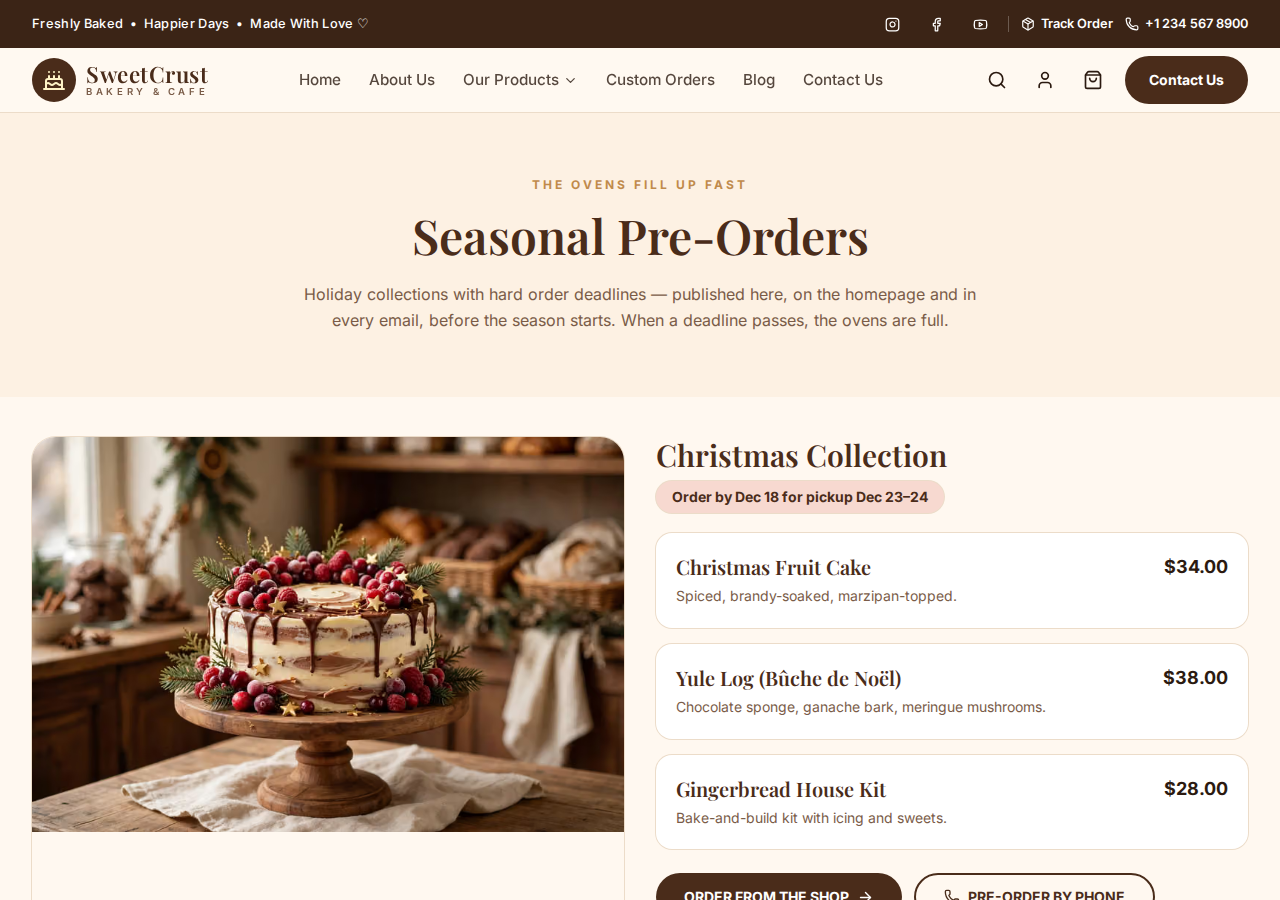 Freshly Baked • Happier Days • Made With Love ♡
Track Order
+1 234 567 8900
SweetCrust
BAKERY & CAFE
Home
About Us
Our Products
Custom Orders
Blog
Contact Us
Contact Us
THE OVENS FILL UP FAST
Seasonal Pre-Orders
Holiday collections with hard order deadlines — published here, on the homepage and in
every email, before the season starts. When a deadline passes, the ovens are full.
Christmas Collection
Order by Dec 18 for pickup Dec 23–24
Christmas Fruit Cake
$34.00
Spiced, brandy-soaked, marzipan-topped.
Yule Log (Bûche de Noël)
$38.00
Chocolate sponge, ganache bark, meringue mushrooms.
Gingerbread House Kit
$28.00
Bake-and-build kit with icing and sweets.
ORDER FROM THE SHOP →
PRE-ORDER BY PHONE